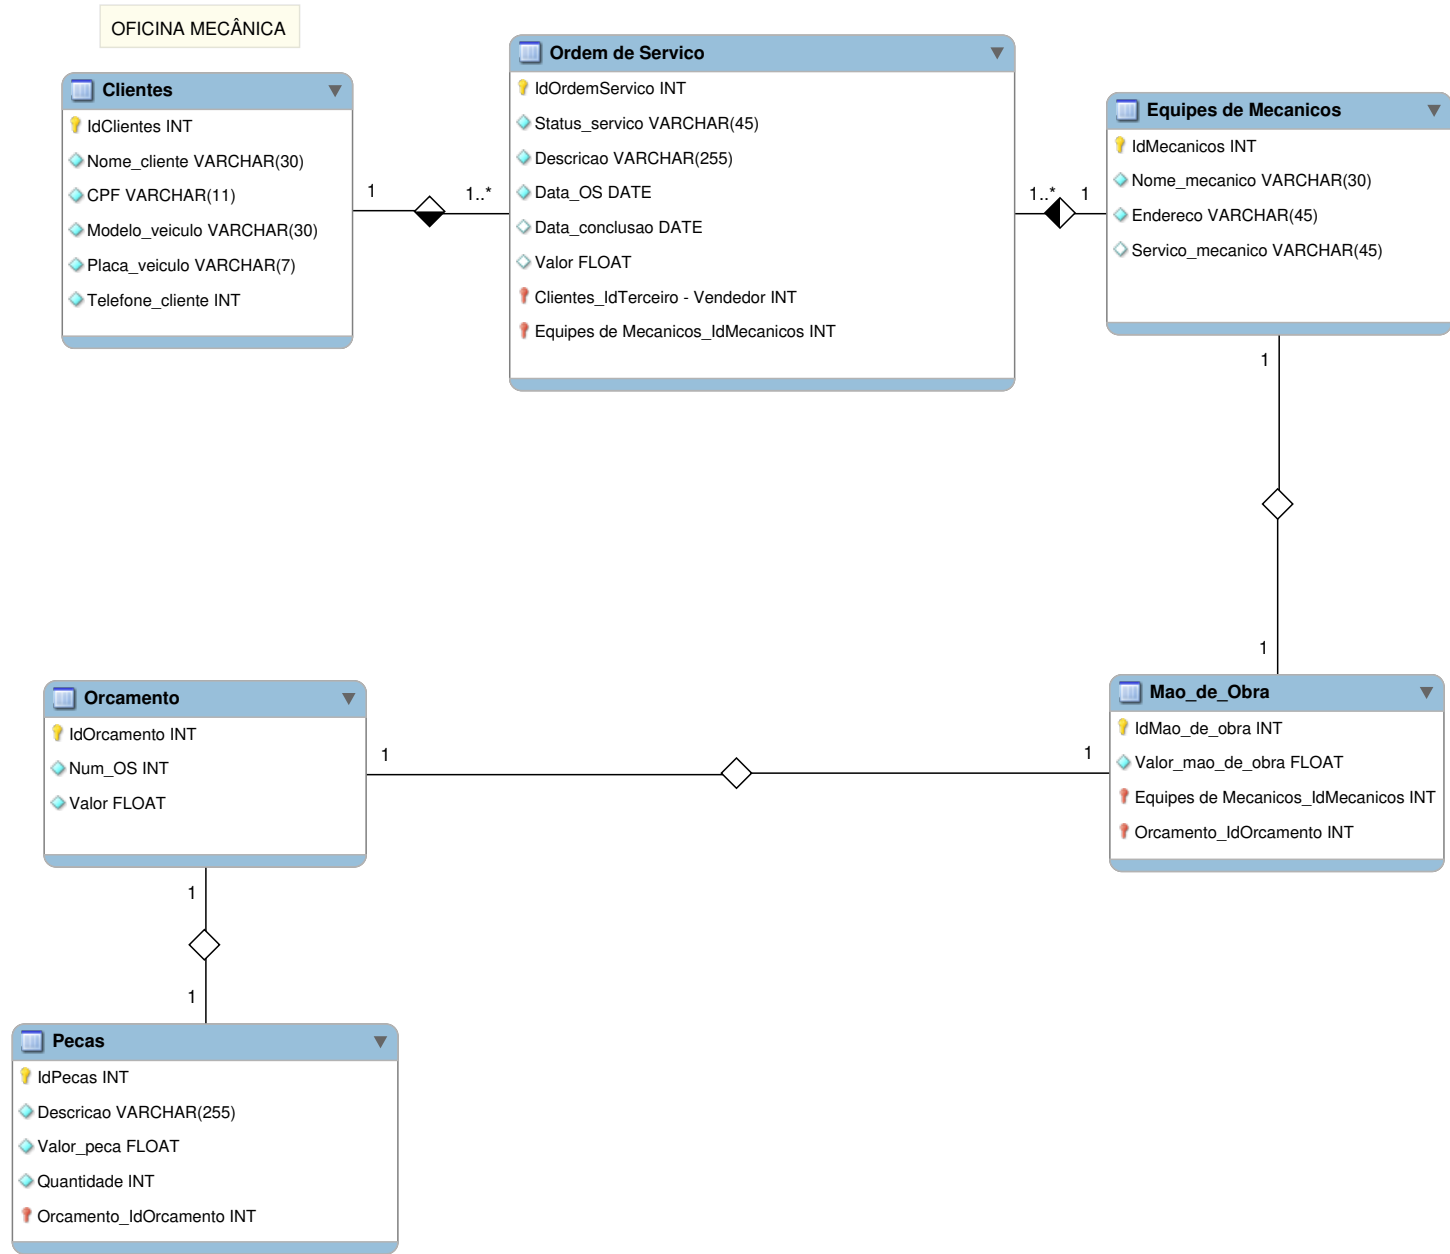 OFICINA MECÂNICA
Clientes
IdClientes INT
Nome_cliente VARCHAR(30)
CPF VARCHAR(11)
Modelo_veiculo VARCHAR(30)
Placa_veiculo VARCHAR(7)
Telefone_cliente INT
1
1..*
Ordem de Servico
IdOrdemServico INT
Status_servico VARCHAR(45)
Descricao VARCHAR(255)
Data_OS DATE
Data_conclusao DATE
Valor FLOAT
Clientes_IdTerceiro - Vendedor INT
Equipes de Mecanicos_IdMecanicos INT
1..*
1
Equipes de Mecanicos
IdMecanicos INT
Nome_mecanico VARCHAR(30)
Endereco VARCHAR(45)
Servico_mecanico VARCHAR(45)
1
1
Orcamento
IdOrcamento INT
Num_OS INT
Valor FLOAT
1
1
Mao_de_Obra
IdMao_de_obra INT
Valor_mao_de_obra FLOAT
Equipes de Mecanicos_IdMecanicos INT
Orcamento_IdOrcamento INT
1
1
Pecas
IdPecas INT
Descricao VARCHAR(255)
Valor_peca FLOAT
Quantidade INT
Orcamento_IdOrcamento INT